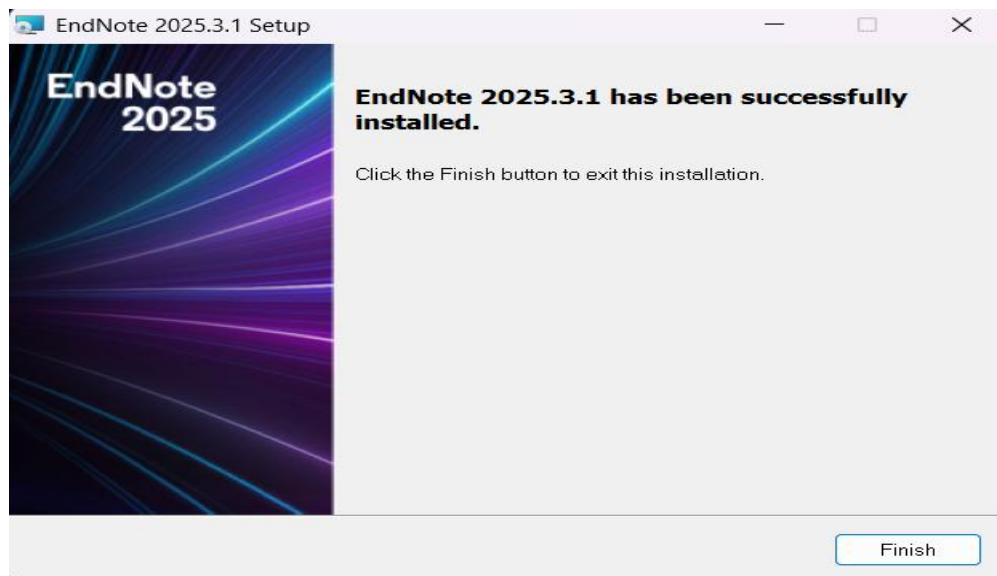 EndNote 2025.3.1 Setup
EndNote
2025
EndNote 2025.3.1 has been successfully
installed.
Click the Finish button to exit this installation.
Finish